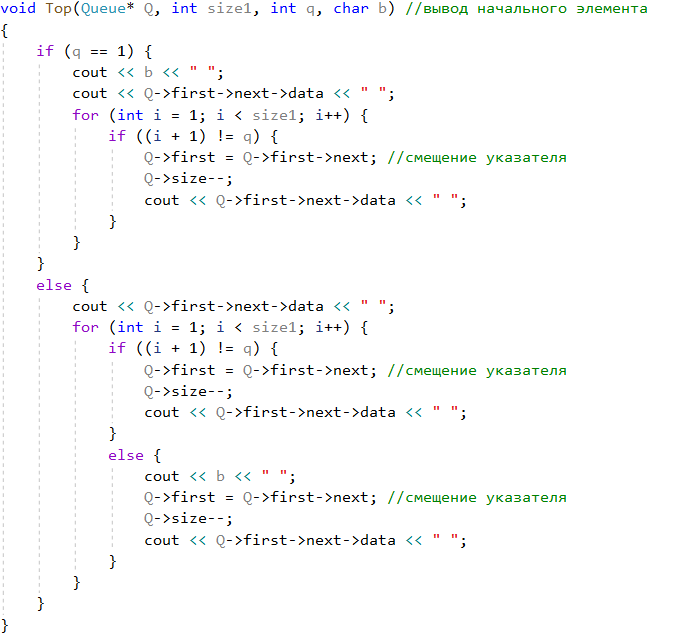 void Top(Queue* Q, int size1, int q, char b) //вывод начального элемента
{
    if (q == 1) {
        cout << b << " ";
        cout << Q->first->next->data << " ";
        for (int i = 1; i < size1; i++) {
            if ((i + 1) != q) {
                Q->first = Q->first->next; //смещение указателя
                Q->size--;
                cout << Q->first->next->data << " ";
            }
        }
    }
    else {
        cout << Q->first->next->data << " ";
        for (int i = 1; i < size1; i++) {
            if ((i + 1) != q) {
                Q->first = Q->first->next; //смещение указателя
                Q->size--;
                cout << Q->first->next->data << " ";
            }
            else {
                cout << b << " ";
                Q->first = Q->first->next; //смещение указателя
                Q->size--;
                cout << Q->first->next->data << " ";
            }
        }
    }
}